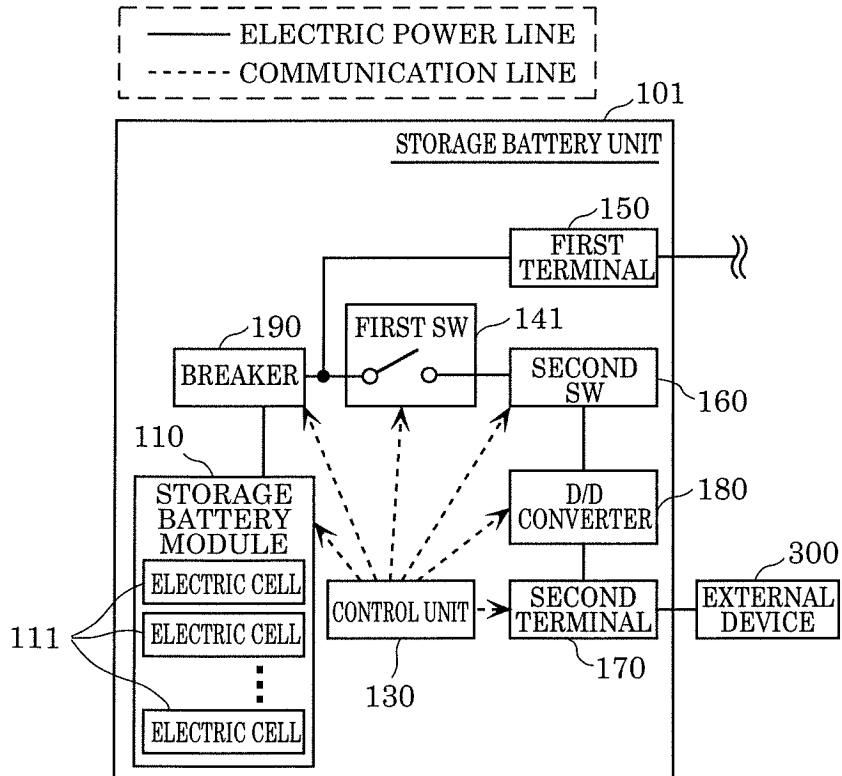 ELECTRIC POWER LINE
COMMUNICATION LINE
101
STORAGE BATTERY UNIT
150
FIRST
TERMINAL
190
BREAKER
FIRST SW
141
SECOND
SW
160
110
STORAGE
BATTERY
MODULE
ELECTRIC CELL
ELECTRIC CELL
ELECTRIC CELL
111
D/D
CONVERTER
180
CONTROL UNIT
130
SECOND
TERMINAL
170
300
EXTERNAL
DEVICE